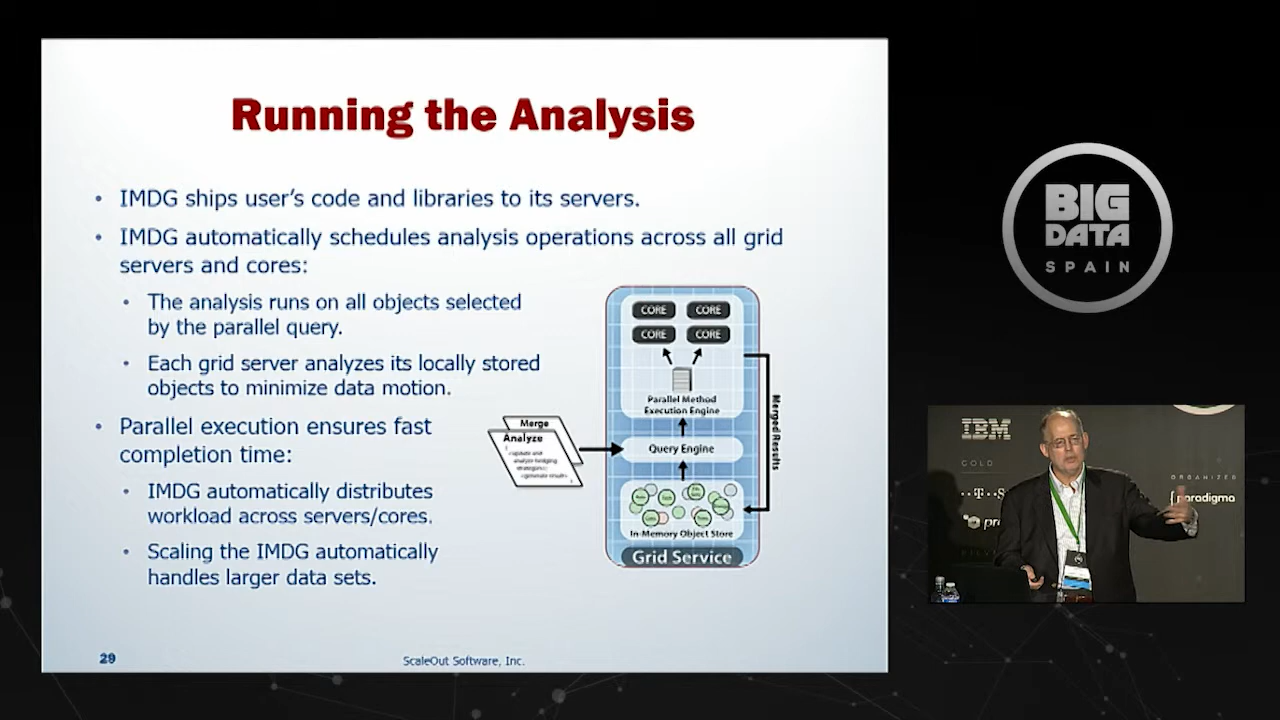 Running the Analysis
• IMDG ships user's code and libraries to its servers.
• IMDG automatically schedules analysis operations across all grid
servers and cores:
• The analysis runs on all objects selected
by the parallel query.
• Each grid server analyzes its locally stored
objects to minimize data motion.
• Parallel execution ensures fast
completion time:
• IMDG automatically distributes
workload across servers/cores.
• Scaling the IMDG automatically
handles larger data sets.
CORE CORE
CORE CORE
Parallel Method
Execution Engine
Merged Results
Merge
Analyze
Query Engine
In-Memory Object Store
Grid Service
29
ScaleOut Software, Inc.
BIG
DATA
SPAIN
IBM
GOLD
ORGANIZED
paradigma